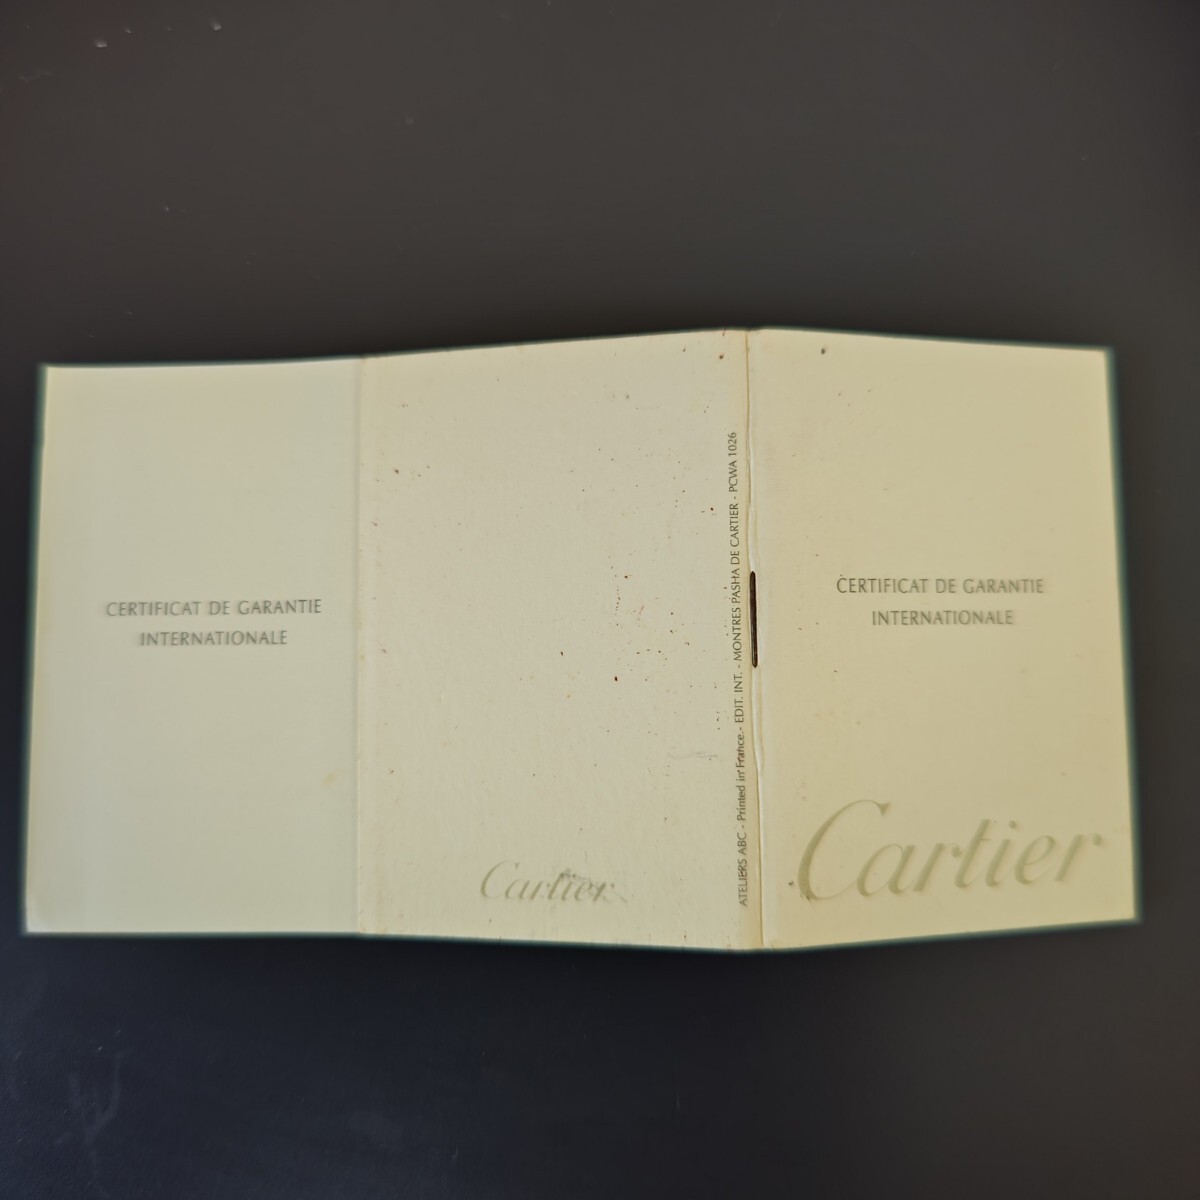 CERTIFICAT DE GARANTIE
INTERNATIONALE
Cartier
ATELIERS ABC - Printed in France - EDIT. INT. - MONTRES PASHA DE CARTIER - PCWA 1026
CERTIFICAT DE GARANTIE
INTERNATIONALE
Cartier